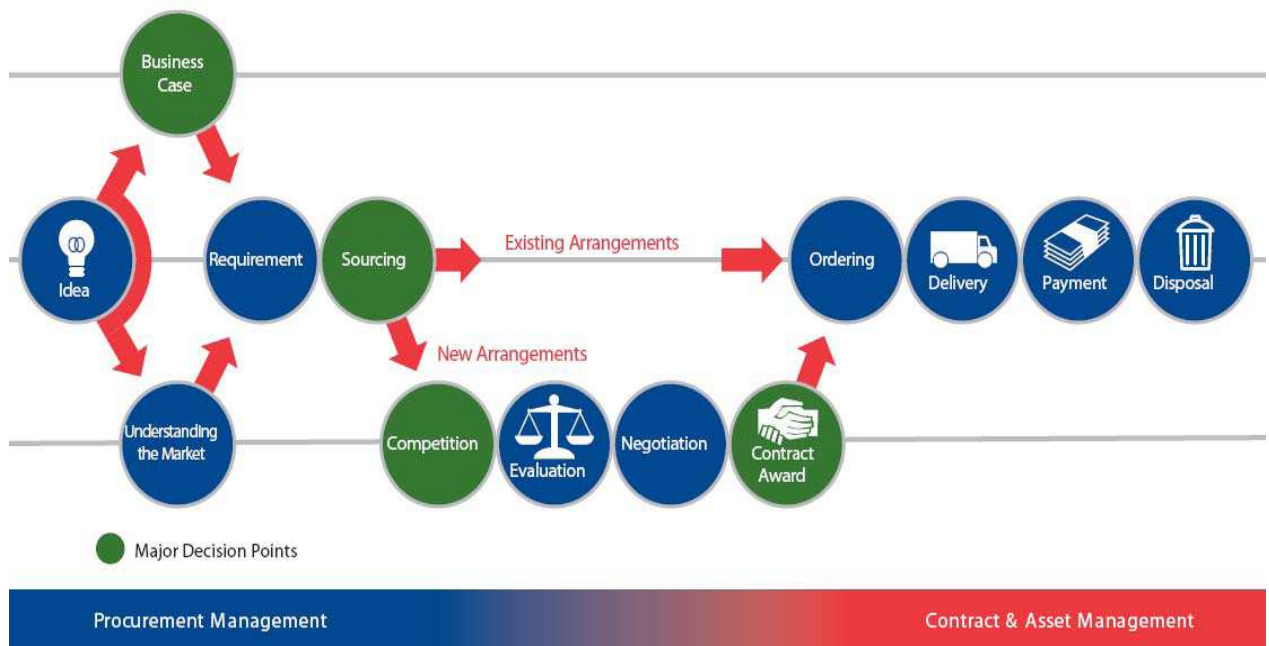 Business
Case
Idea
Requirement
Sourcing
Existing Arrangements
Ordering
Delivery
Payment
Disposal
New Arrangements
Understanding
the Market
Competition
Evaluation
Negotiation
Contract
Award
Major Decision Points
Procurement Management
Contract & Asset Management